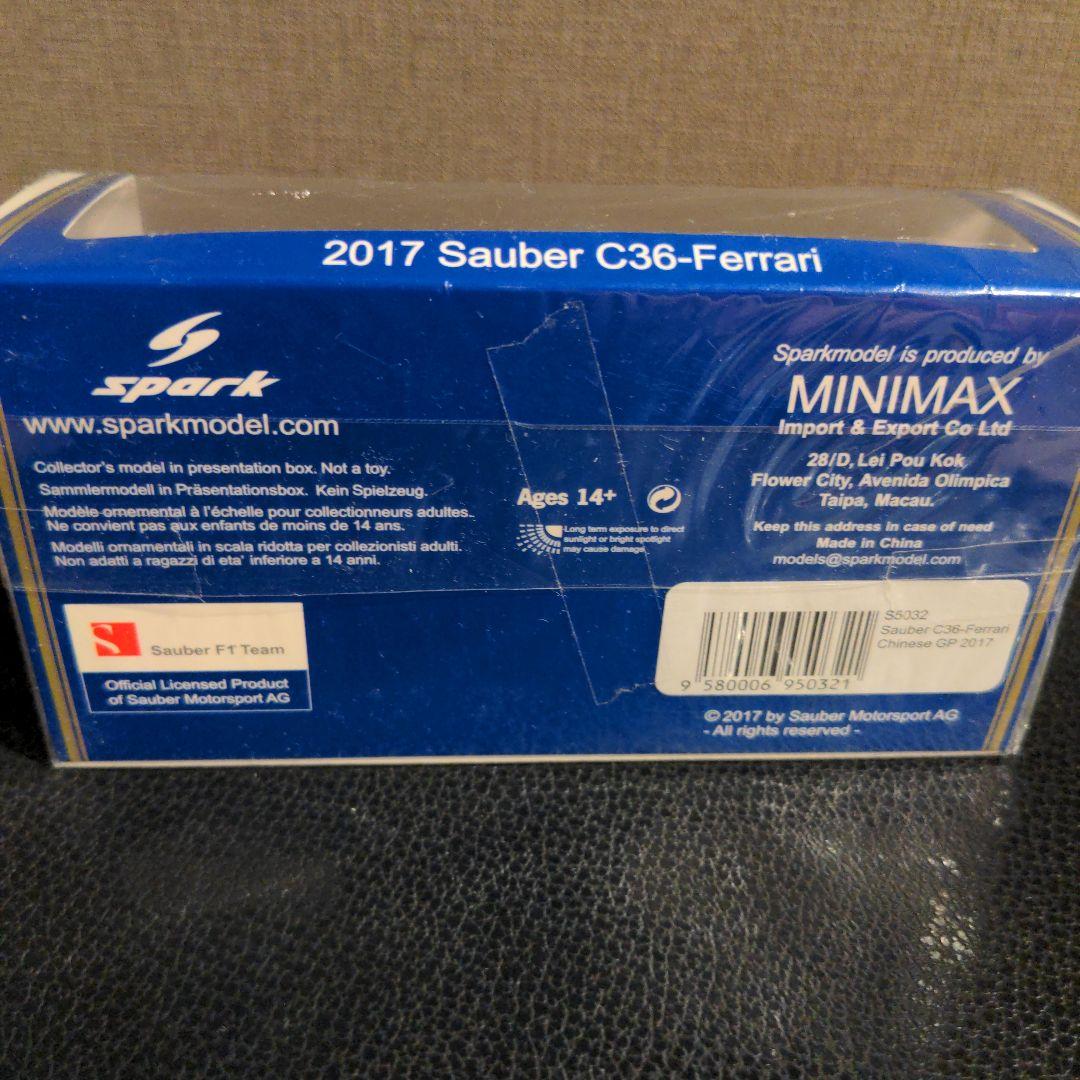 2017 Sauber C36-Ferrari
spark
www.sparkmodel.com
Collector's model in presentation box. Not a toy.
Sammlermodell in Präsentationsbox. Kein Spielzeug.
Modèle ornemental à l'échelle pour collectionneurs adultes.
Ne convient pas aux enfants de moins de 14 ans.
Modelli ornamentali in scala ridotta per collezionisti adulti.
Non adatti a ragazzi di eta' inferiore a 14 anni.
Ages 14+
Long term exposure to direct
sunlight or bright spotlight
may cause damage
Sparkmodel is produced by
MINIMAX
Import & Export Co Ltd
28/D, Lei Pou Kok
Flower City, Avenida Olimpica
Taipa, Macau.
Keep this address in case of need
Made in China
models@sparkmodel.com
S
Sauber F1 Team
Official Licensed Product
of Sauber Motorsport AG
S5032
Sauber C36-Ferrari
Chinese GP 2017
9 580006 950321
© 2017 by Sauber Motorsport AG
- All rights reserved -